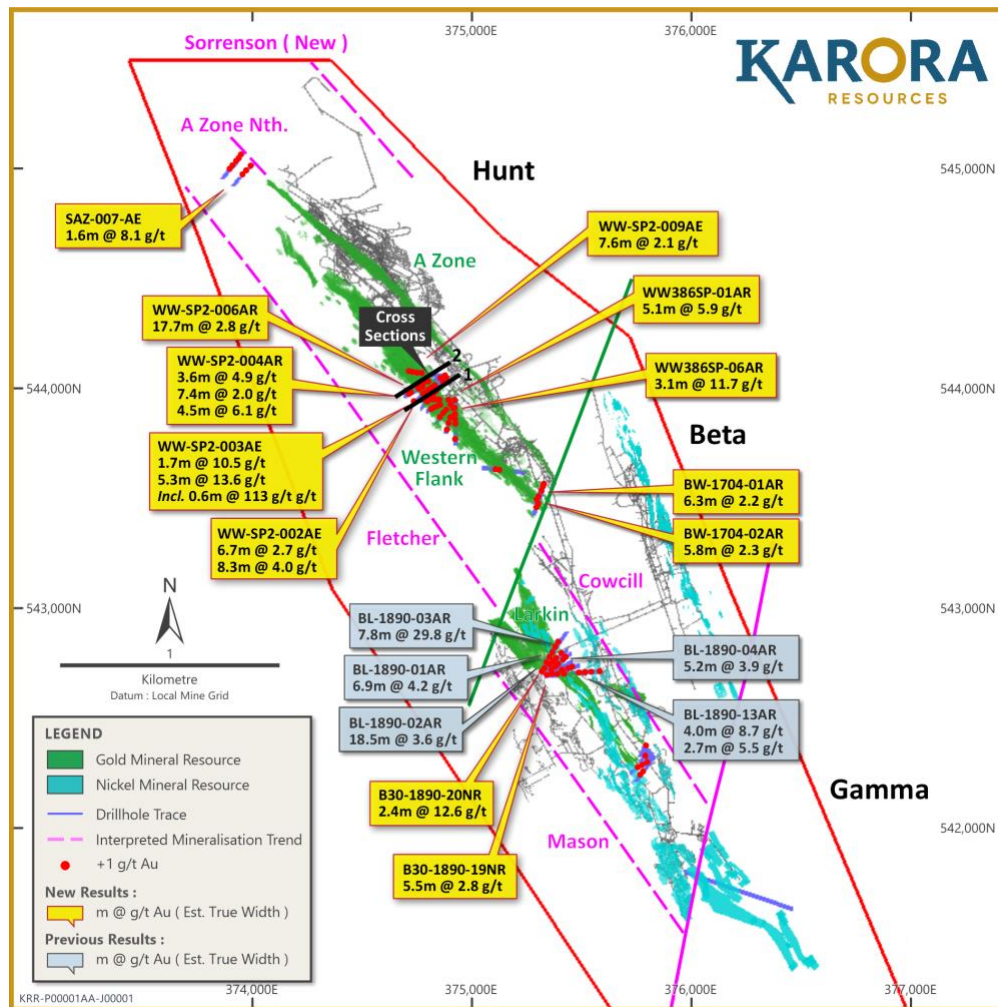 374,000E
375,000E
376,000E
Sorrenson ( New )
KARORA
RESOURCES
A Zone Nth.
Hunt
545,000N
545,000N
SAZ-007-AE
1.6m @ 8.1 g/t
WW-SP2-009AE
7.6m @ 2.1 g/t
A Zone
WW386SP-01AR
5.1m @ 5.9 g/t
WW-SP2-006AR
17.7m @ 2.8 g/t
Cross
Sections
2
1
WW-SP2-004AR
3.6m @ 4.9 g/t
7.4m @ 2.0 g/t
4.5m @ 6.1 g/t
WW386SP-06AR
3.1m @ 11.7 g/t
544,000N
544,000N
WW-SP2-003AE
1.7m @ 10.5 g/t
5.3m @ 13.6 g/t
Incl. 0.6m @ 113 g/t g/t
Beta
Western
Flank
BW-1704-01AR
6.3m @ 2.2 g/t
WW-SP2-002AE
6.7m @ 2.7 g/t
8.3m @ 4.0 g/t
Fletcher
BW-1704-02AR
5.8m @ 2.3 g/t
Cowcill
N
543,000N
543,000N
Larkin
BL-1890-03AR
7.8m @ 29.8 g/t
BL-1890-04AR
5.2m @ 3.9 g/t
1
Kilometre
Datum : Local Mine Grid
BL-1890-01AR
6.9m @ 4.2 g/t
BL-1890-02AR
18.5m @ 3.6 g/t
BL-1890-13AR
4.0m @ 8.7 g/t
2.7m @ 5.5 g/t
B30-1890-20NR
2.4m @ 12.6 g/t
Gamma
Mason
542,000N
542,000N
B30-1890-19NR
5.5m @ 2.8 g/t
LEGEND
Gold Mineral Resource
Nickel Mineral Resource
Drillhole Trace
Interpreted Mineralisation Trend
+1 g/t Au
New Results :
m @ g/t Au ( Est. True Width )
Previous Results :
m @ g/t Au ( Est. True Width )
KRR-P00001AA-J00001
374,000E
375,000E
376,000E
377,000E